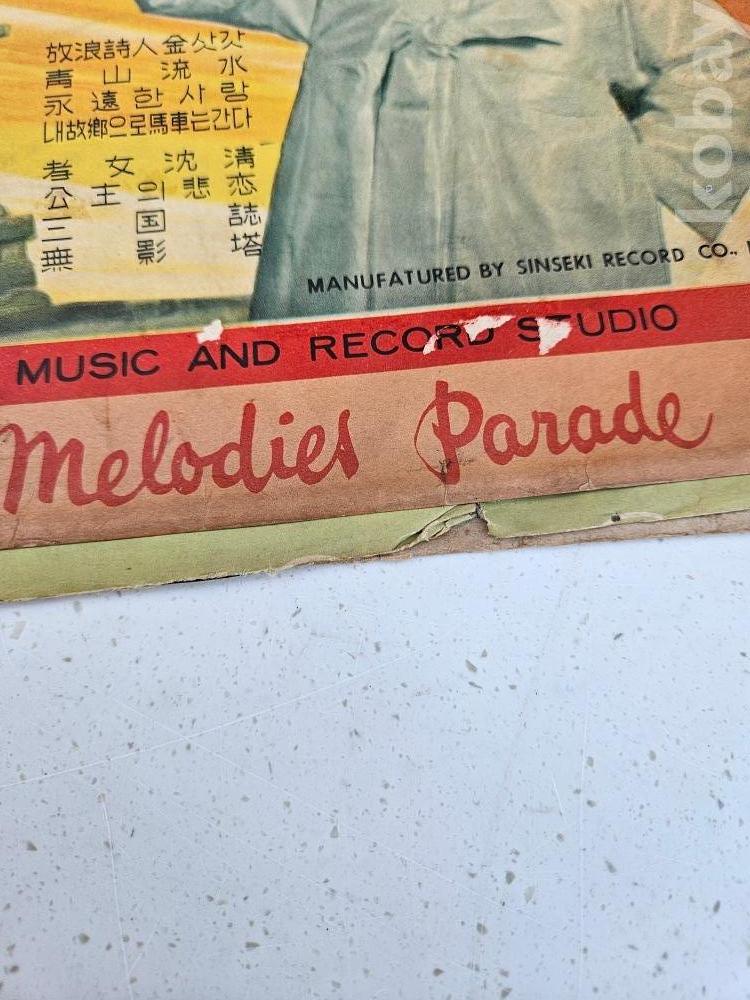 放浪詩人金삿갓
靑山流水
永遠한사랑
내故鄕으로馬車는간다
孝女沈淸
公主의悲恋
三国誌
無影塔
MANUFATURED BY SINSEKI RECORD CO.,
MUSIC AND RECORD STUDIO
Melodies Parade
kobay